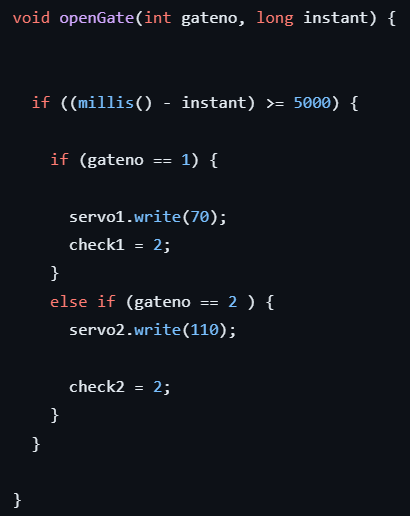 void openGate(int gateno, long instant) {
if ((millis() - instant) >= 5000) {
if (gateno == 1) {
servo1.write(70);
check1 = 2;
}
else if (gateno == 2 ) {
servo2.write(110);
check2 = 2;
}
}
}